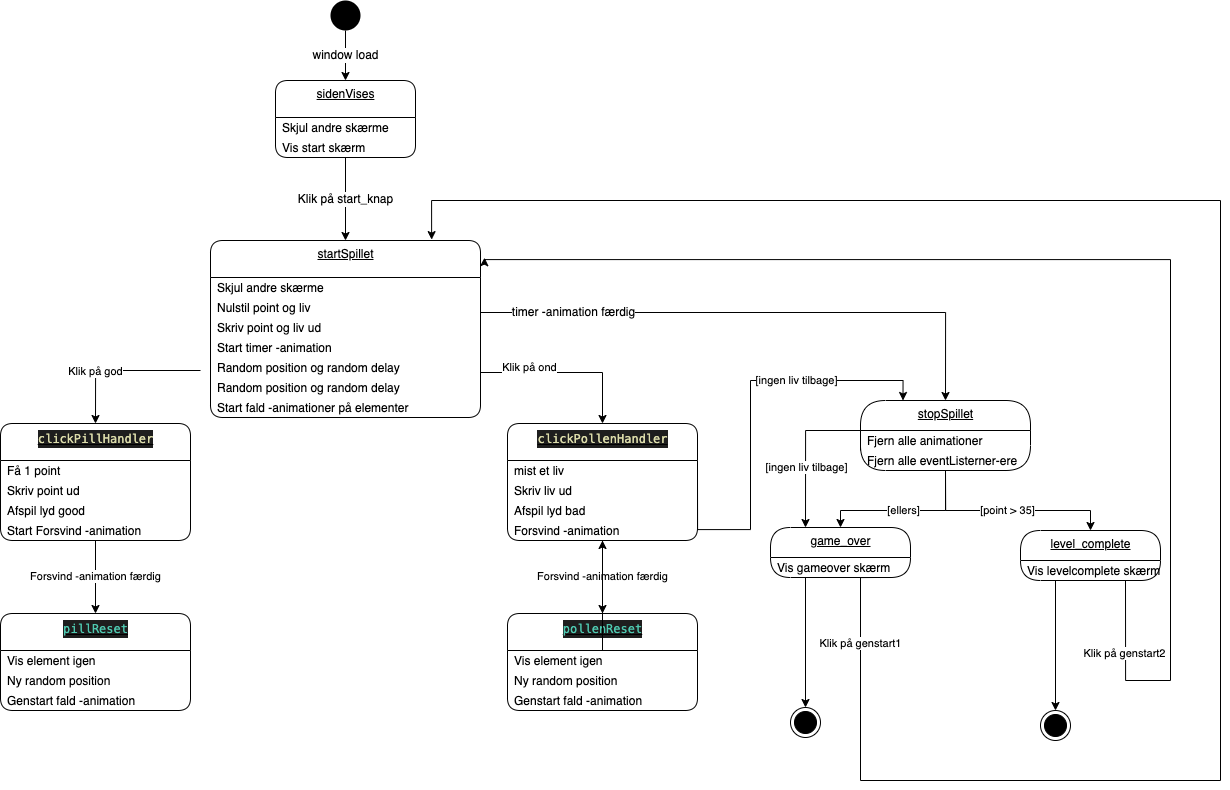 window load
sidenVises
Skjul andre skærme
Vis start skærm
Klik på start_knap
startSpillet
Skjul andre skærme
Nulstil point og liv
Skriv point og liv ud
Start timer -animation
Random position og random delay
Random position og random delay
Start fald -animationer på elementer
timer -animation færdig
Klik på god
Klik på ond
[ingen liv tilbage]
clickPillHandler
Få 1 point
Skriv point ud
Afspil lyd good
Start Forsvind -animation
clickPollenHandler
mist et liv
Skriv liv ud
Afspil lyd bad
Forsvind -animation
stopSpillet
Fjern alle animationer
Fjern alle eventListerner-ere
[ingen liv tilbage]
[ellers]
[point > 35]
game_over
Vis gameover skærm
level_complete
Vis levelcomplete skærm
Forsvind -animation færdig
Forsvind -animation færdig
pillReset
Vis element igen
Ny random position
Genstart fald -animation
pollenReset
Vis element igen
Ny random position
Genstart fald -animation
Klik på genstart1
Klik på genstart2